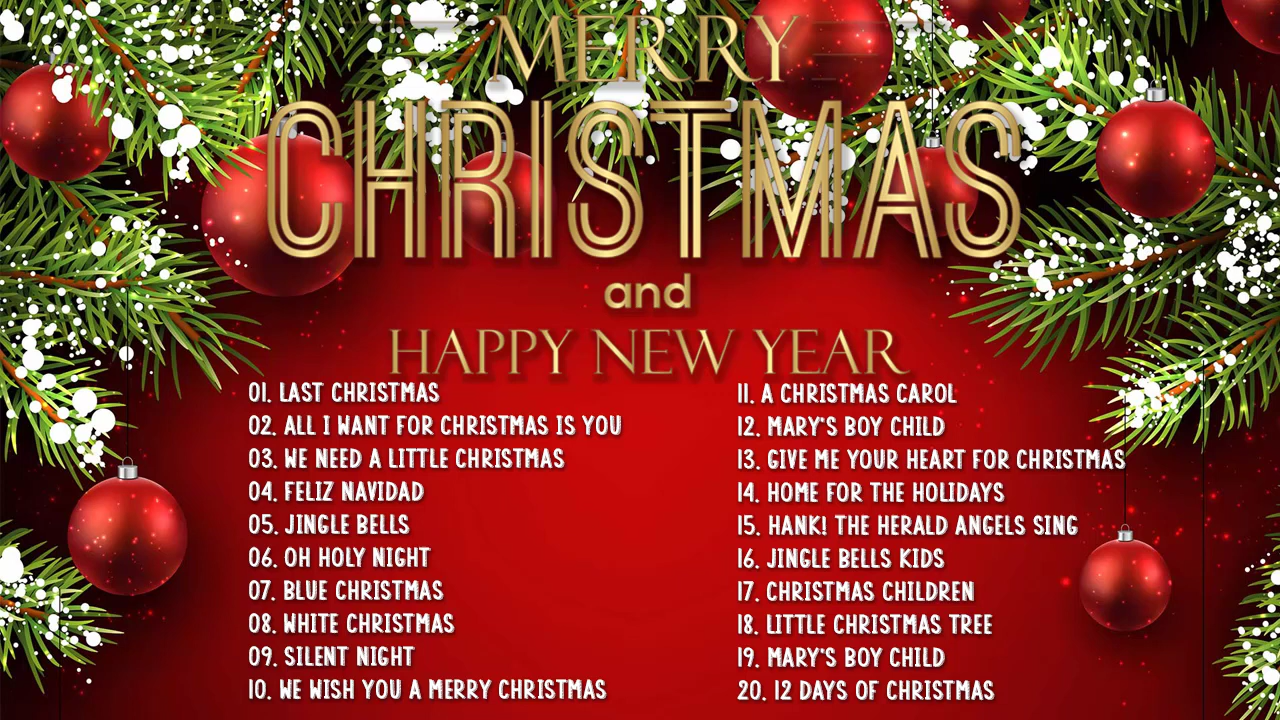 MERRY
CHRISTMAS
and
HAPPY NEW YEAR
01. LAST CHRISTMAS
02. ALL I WANT FOR CHRISTMAS IS YOU
03. WE NEED A LITTLE CHRISTMAS
04. FELIZ NAVIDAD
05. JINGLE BELLS
06. OH HOLY NIGHT
07. BLUE CHRISTMAS
08. WHITE CHRISTMAS
09. SILENT NIGHT
10. WE WISH YOU A MERRY CHRISTMAS
11. A CHRISTMAS CAROL
12. MARY'S BOY CHILD
13. GIVE ME YOUR HEART FOR CHRISTMAS
14. HOME FOR THE HOLIDAYS
15. HANK! THE HERALD ANGELS SING
16. JINGLE BELLS KIDS
17. CHRISTMAS CHILDREN
18. LITTLE CHRISTMAS TREE
19. MARY'S BOY CHILD
20. 12 DAYS OF CHRISTMAS